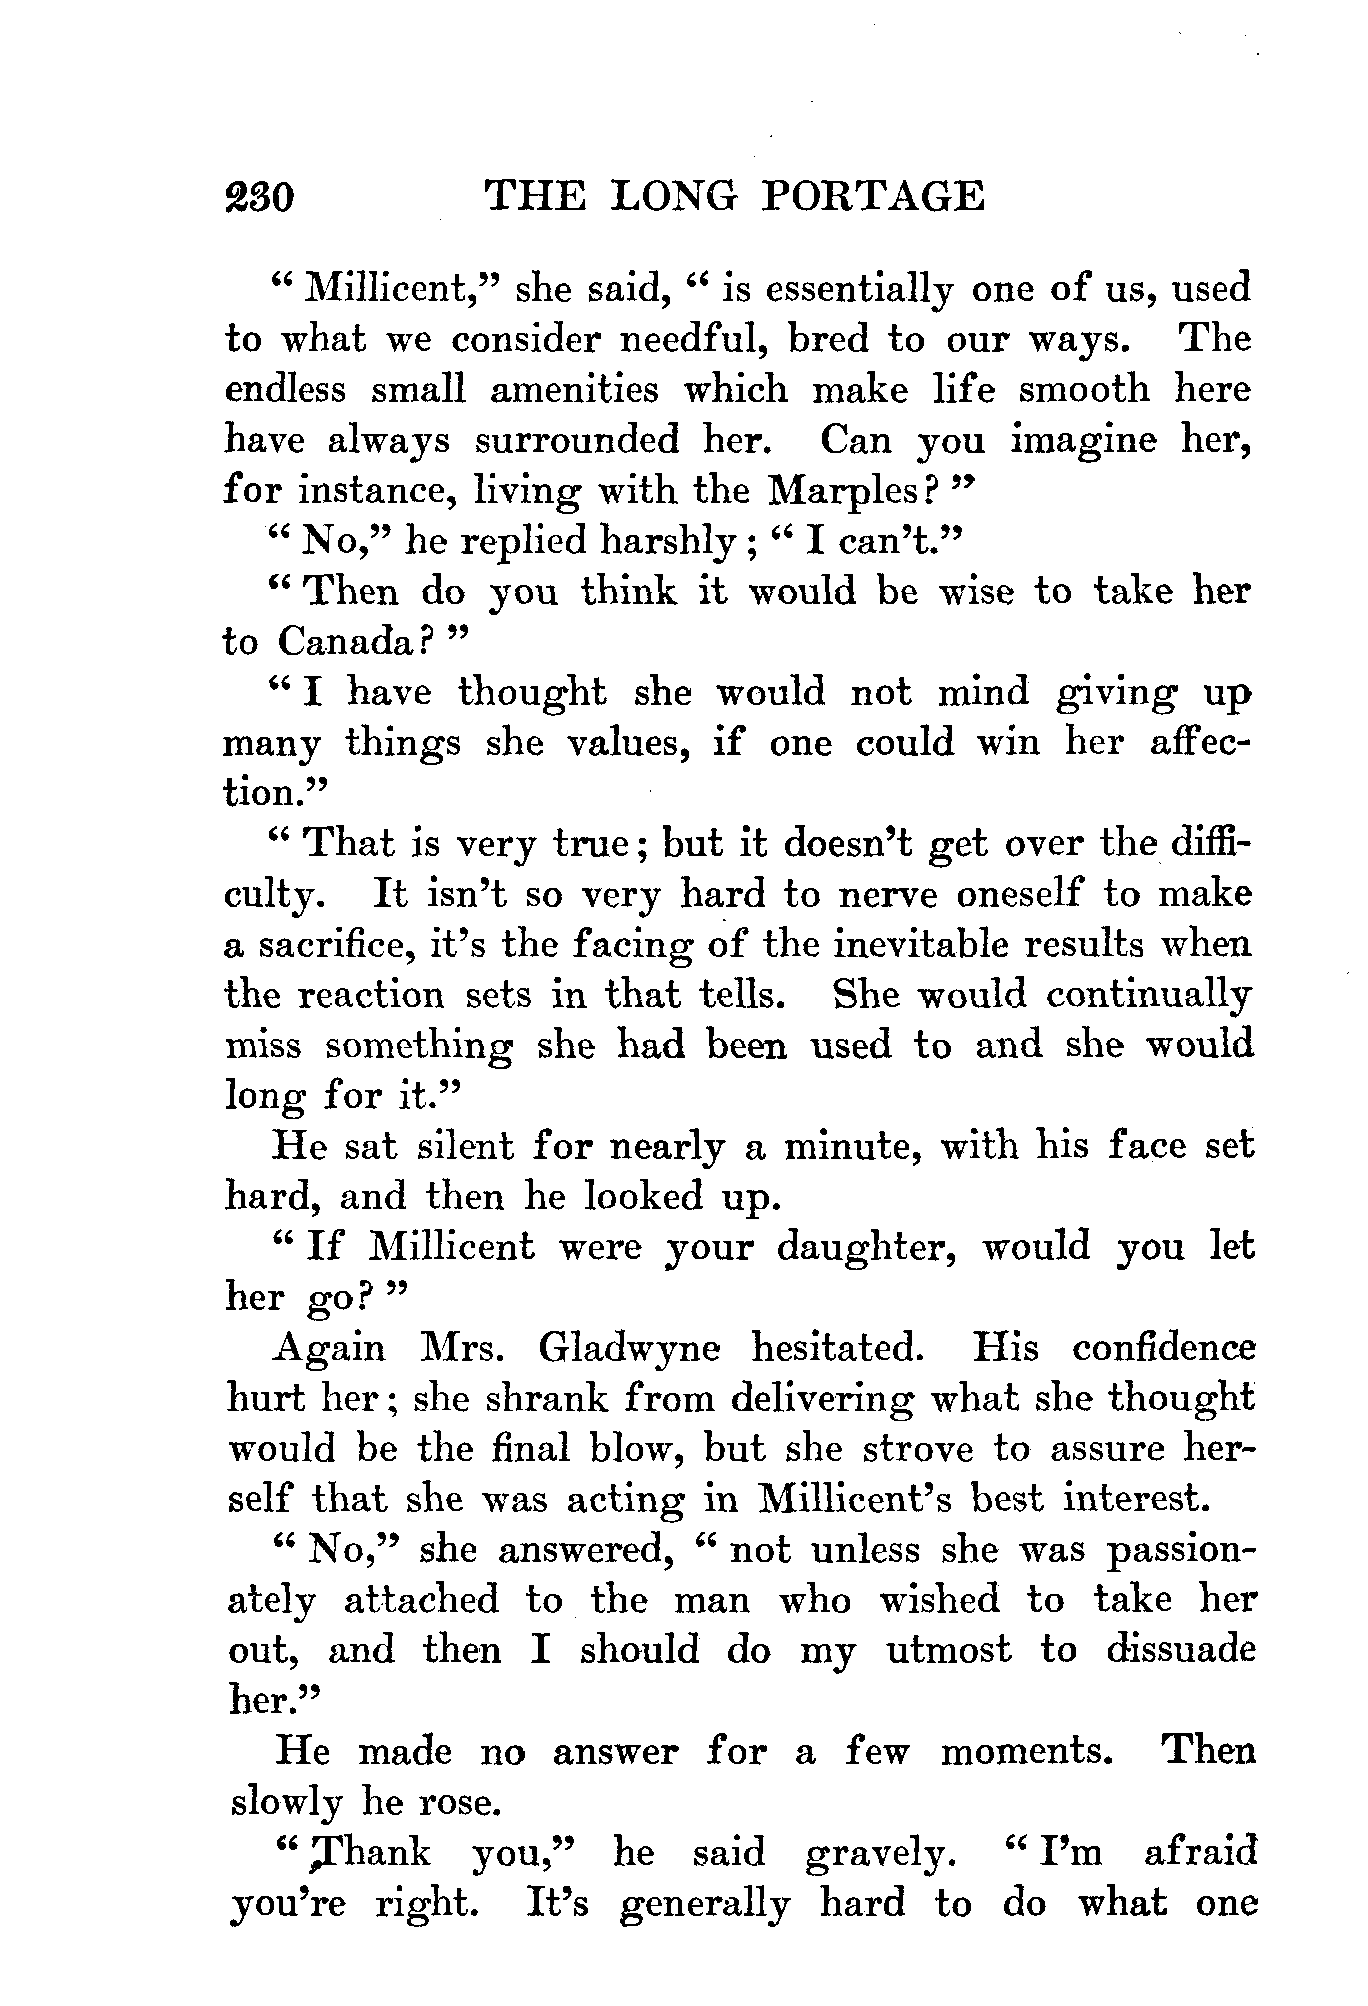 230 THE LONG PORTAGE
“ Millicent,” she said, “ is essentially one of us, used
to what we consider needful, bred to our ways. The
endless small amenities which make life smooth here
have always surrounded her. Can you imagine her,
for instance, living with the Marples? ”
“ No,” he replied harshly ; “ I can't.”
“ Then do you think it would be wise to take her
to Canada? ”
“ I have thought she would not mind giving up
many things she values, if one could win her affec-
tion.”
“ That is very true ; but it doesn't get over the diffi-
culty. It isn't so very hard to nerve oneself to make
a sacrifice, it's the facing of the inevitable results when
the reaction sets in that tells. She would continually
miss something she had been used to and she would
long for it.”
He sat silent for nearly a minute, with his face set
hard, and then he looked up.
“ If Millicent were your daughter, would you let
her go? ”
Again Mrs. Gladwyne hesitated. His confidence
hurt her ; she shrank from delivering what she thought
would be the final blow, but she strove to assure her-
self that she was acting in Millicent's best interest.
“ No,” she answered, “ not unless she was passion-
ately attached to the man who wished to take her
out, and then I should do my utmost to dissuade
her.”
He made no answer for a few moments. Then
slowly he rose.
“ Thank you,” he said gravely. “ I'm afraid
you're right. It's generally hard to do what one